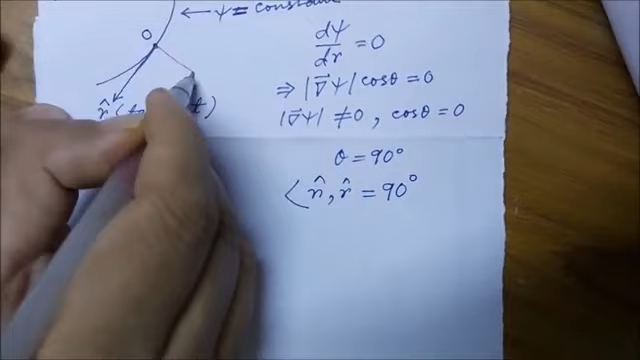 ← ψ = constant
O
dψ/dr = 0
⇒ |∇⃗ψ| cosθ = 0
r̂ (
|∇⃗ψ| ≠ 0, cosθ = 0
θ = 90°
∠ n̂, r̂ = 90°